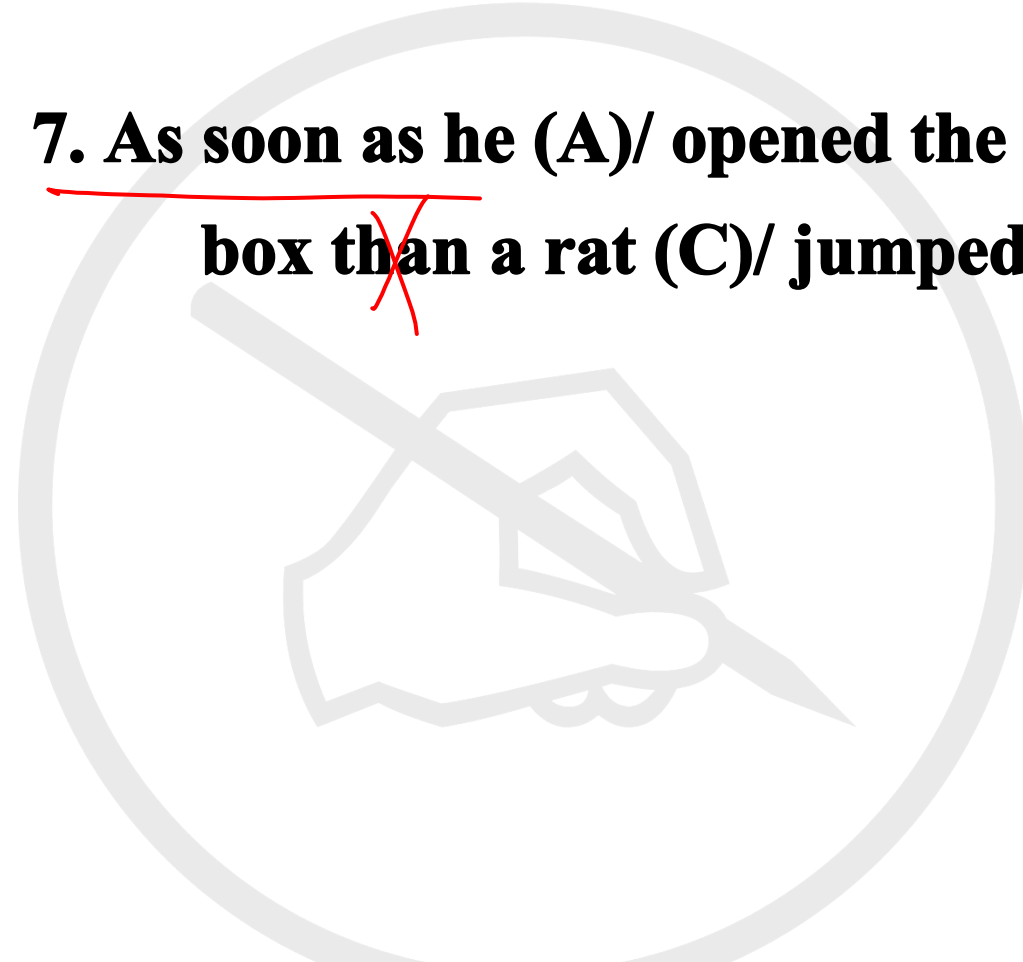 7. As soon as he (A)/ opened the
box than a rat (C)/ jumped